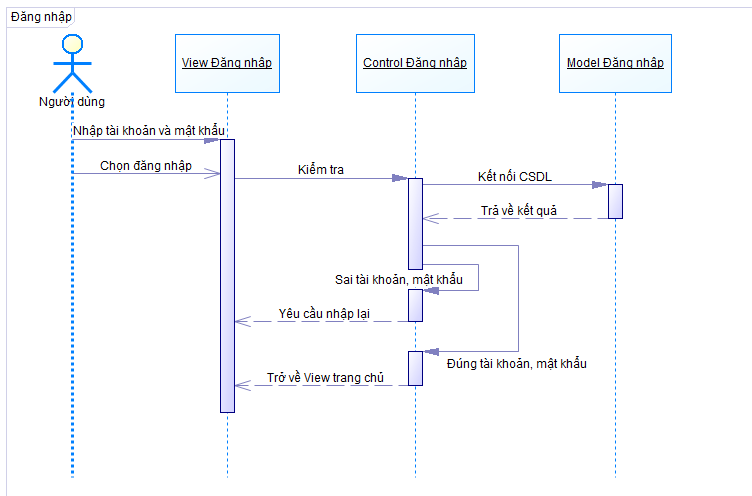 Đăng nhập
View Đăng nhập
Control Đăng nhập
Model Đăng nhập
Người dùng
Nhập tài khoản và mật khẩu
Chọn đăng nhập
Kiểm tra
Kết nối CSDL
Trả về kết quả
Sai tài khoản, mật khẩu
Yêu cầu nhập lại
Đúng tài khoản, mật khẩu
Trở về View trang chủ